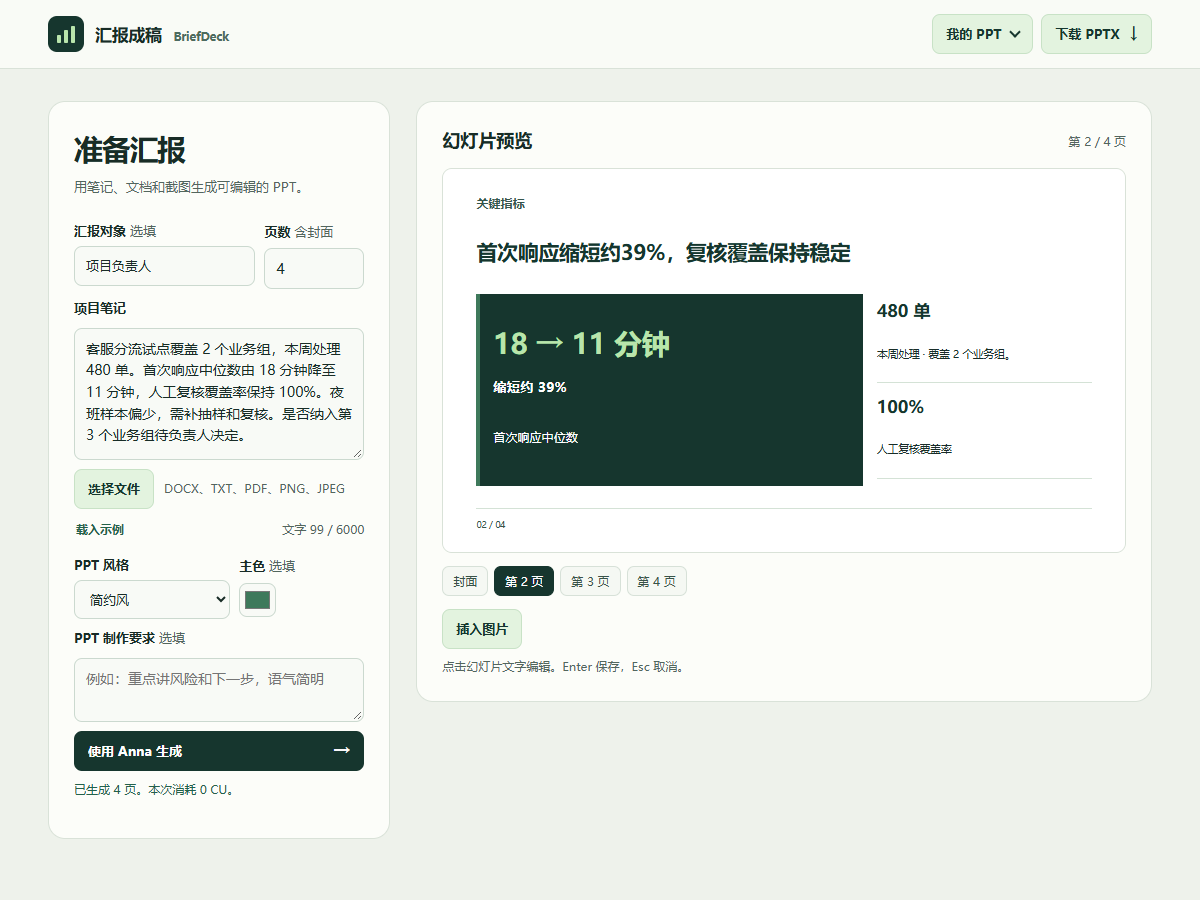 汇报成稿 BriefDeck
我的 PPT
下载 PPTX ↓
准备汇报
用笔记、文档和截图生成可编辑的 PPT。
汇报对象 选填
页数 含封面
项目负责人
4
项目笔记
客服分流试点覆盖 2 个业务组，本周处理
480 单。首次响应中位数由 18 分钟降至
11 分钟，人工复核覆盖率保持 100%。夜
班样本偏少，需补抽样和复核。是否纳入第
3 个业务组待负责人决定。
选择文件
DOCX、TXT、PDF、PNG、JPEG
载入示例
文字 99 / 6000
PPT 风格
主色 选填
简约风
PPT 制作要求 选填
例如：重点讲风险和下一步，语气简明
使用 Anna 生成 →
已生成 4 页。本次消耗 0 CU。
幻灯片预览
第 2 / 4 页
关键指标
首次响应缩短约39%，复核覆盖保持稳定
18 → 11 分钟
缩短约 39%
首次响应中位数
480 单
本周处理 · 覆盖 2 个业务组。
100%
人工复核覆盖率
02 / 04
封面
第 2 页
第 3 页
第 4 页
插入图片
点击幻灯片文字编辑。Enter 保存，Esc 取消。